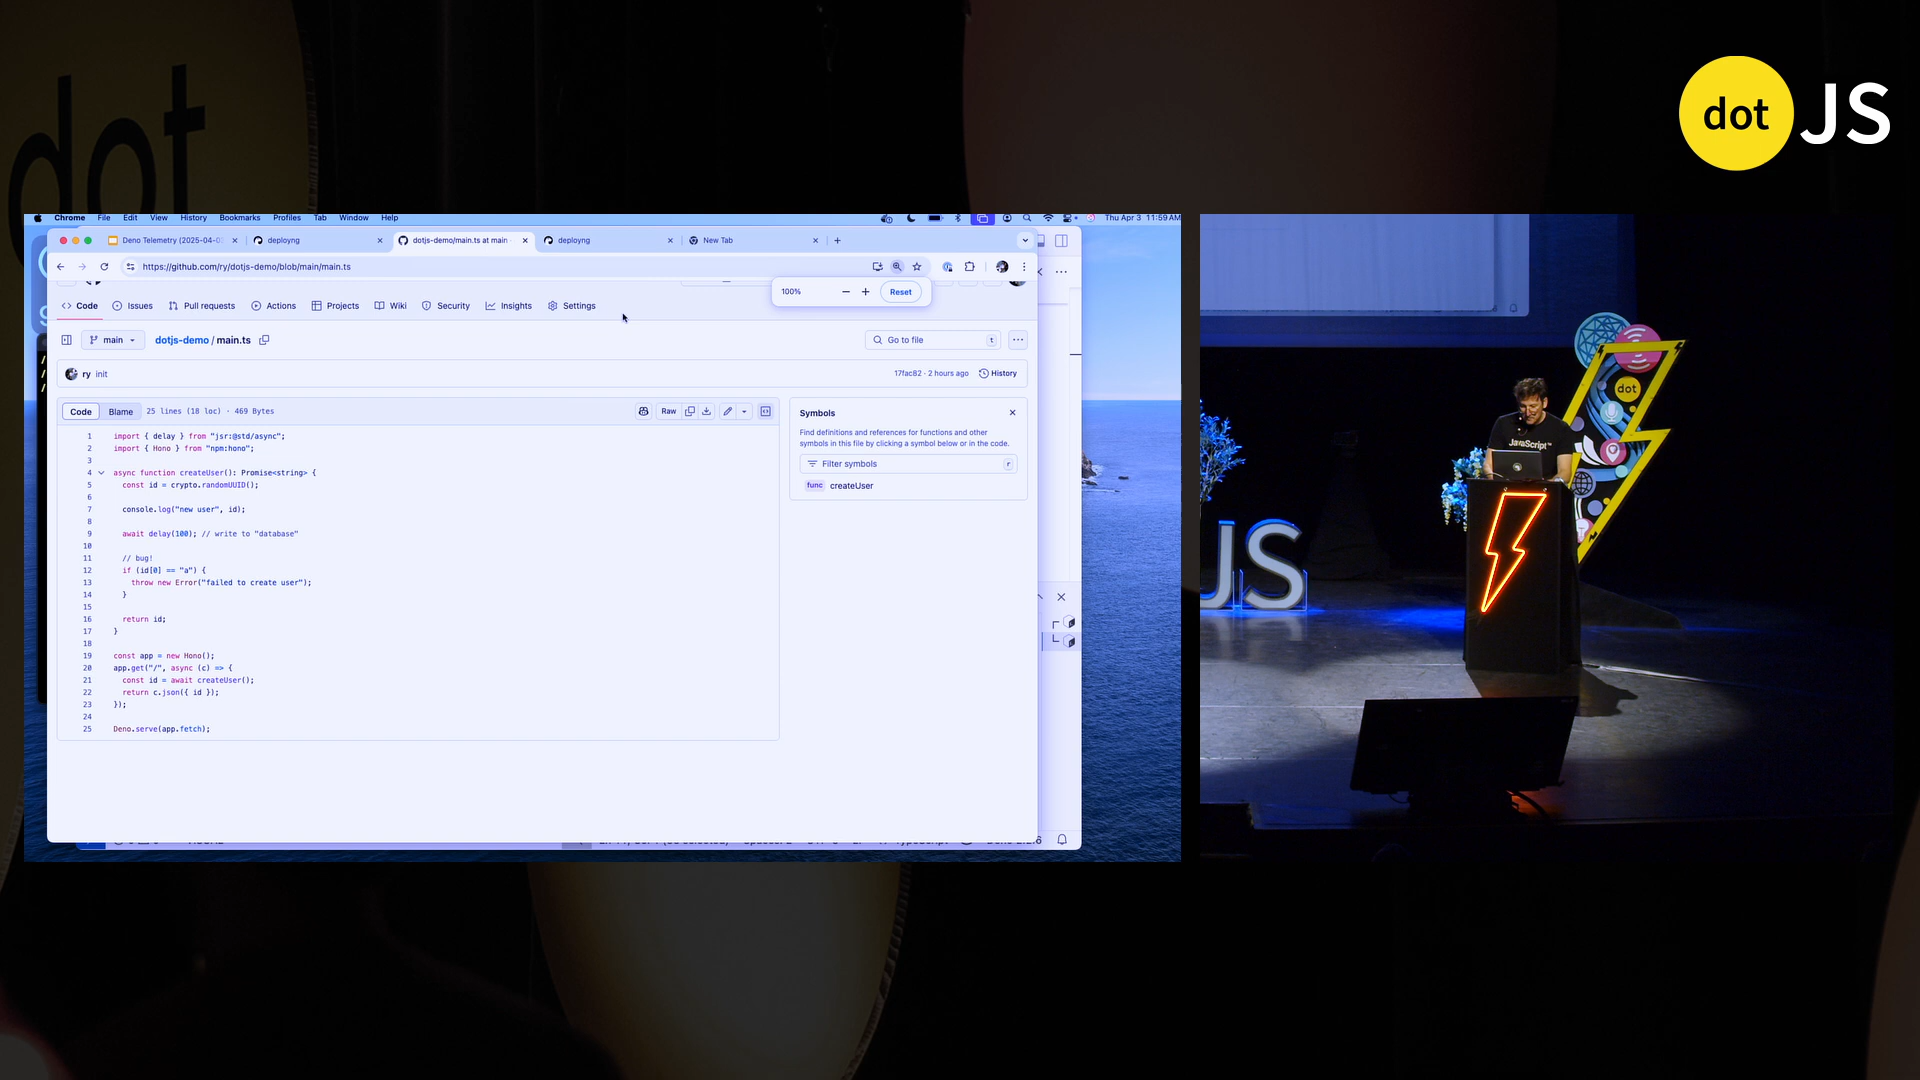 dot
dot JS
Chrome File Edit View History Bookmarks Profiles Tab Window Help
Thu Apr 3 11:59 AM
Deno Telemetry (2025-04-0
deployng
dotjs-demo/main.ts at main
deployng
New Tab
https://github.com/ry/dotjs-demo/blob/main/main.ts
100%
Reset
Code Issues Pull requests Actions Projects Wiki Security Insights Settings
main
dotjs-demo / main.ts
Go to file
t
ry init
17fac82 · 2 hours ago
History
Code Blame 25 lines (18 loc) · 469 Bytes
Raw
1 import { delay } from "jsr:@std/async";
2 import { Hono } from "npm:hono";
3
4 async function createUser(): Promise<string> {
5 const id = crypto.randomUUID();
6
7 console.log("new user", id);
8
9 await delay(100); // write to "database"
10
11 // bug!
12 if (id[0] == "a") {
13 throw new Error("failed to create user");
14 }
15
16 return id;
17 }
18
19 const app = new Hono();
20 app.get("/", async (c) => {
21 const id = await createUser();
22 return c.json({ id });
23 });
24
25 Deno.serve(app.fetch);
Symbols
Find definitions and references for functions and other
symbols in this file by clicking a symbol below or in the code.
Filter symbols
r
func createUser
dot
JavaScript™
JS